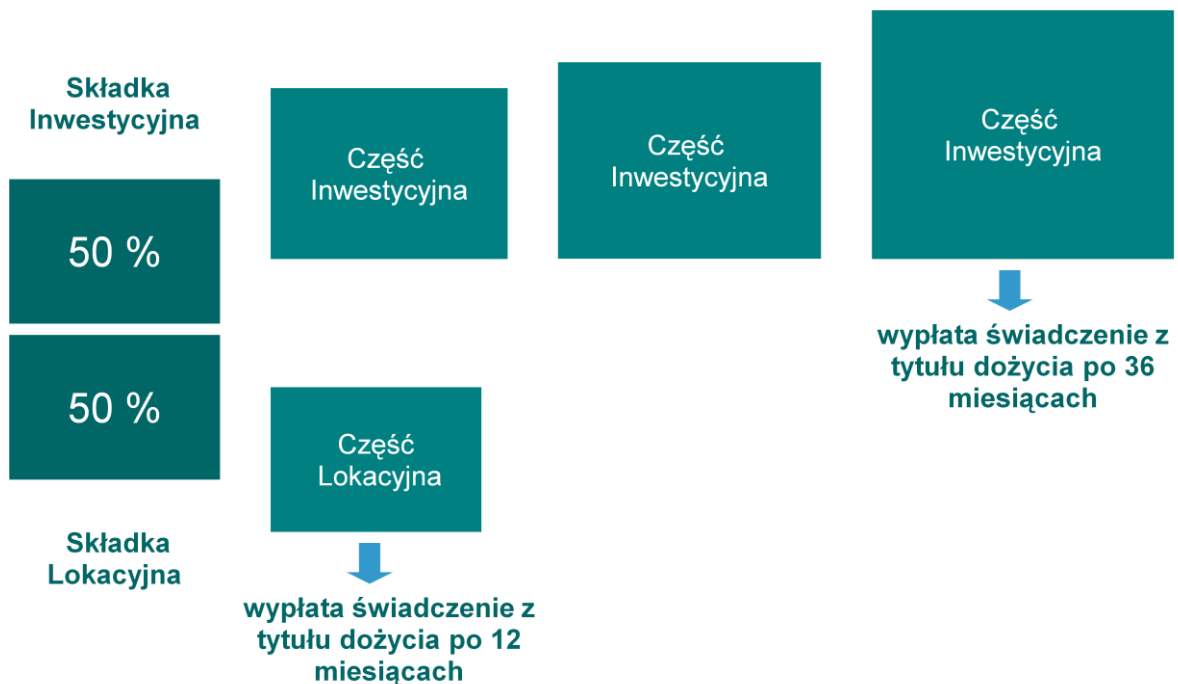 Składka
Inwestycyjna
50 %
50 %
Składka
Lokacyjna
Część
Inwestycyjna
Część
Inwestycyjna
Część
Inwestycyjna
wypłata świadczenie z
tytułu dożycia po 36
miesiącach
Część
Lokacyjna
wypłata świadczenie z
tytułu dożycia po 12
miesiącach